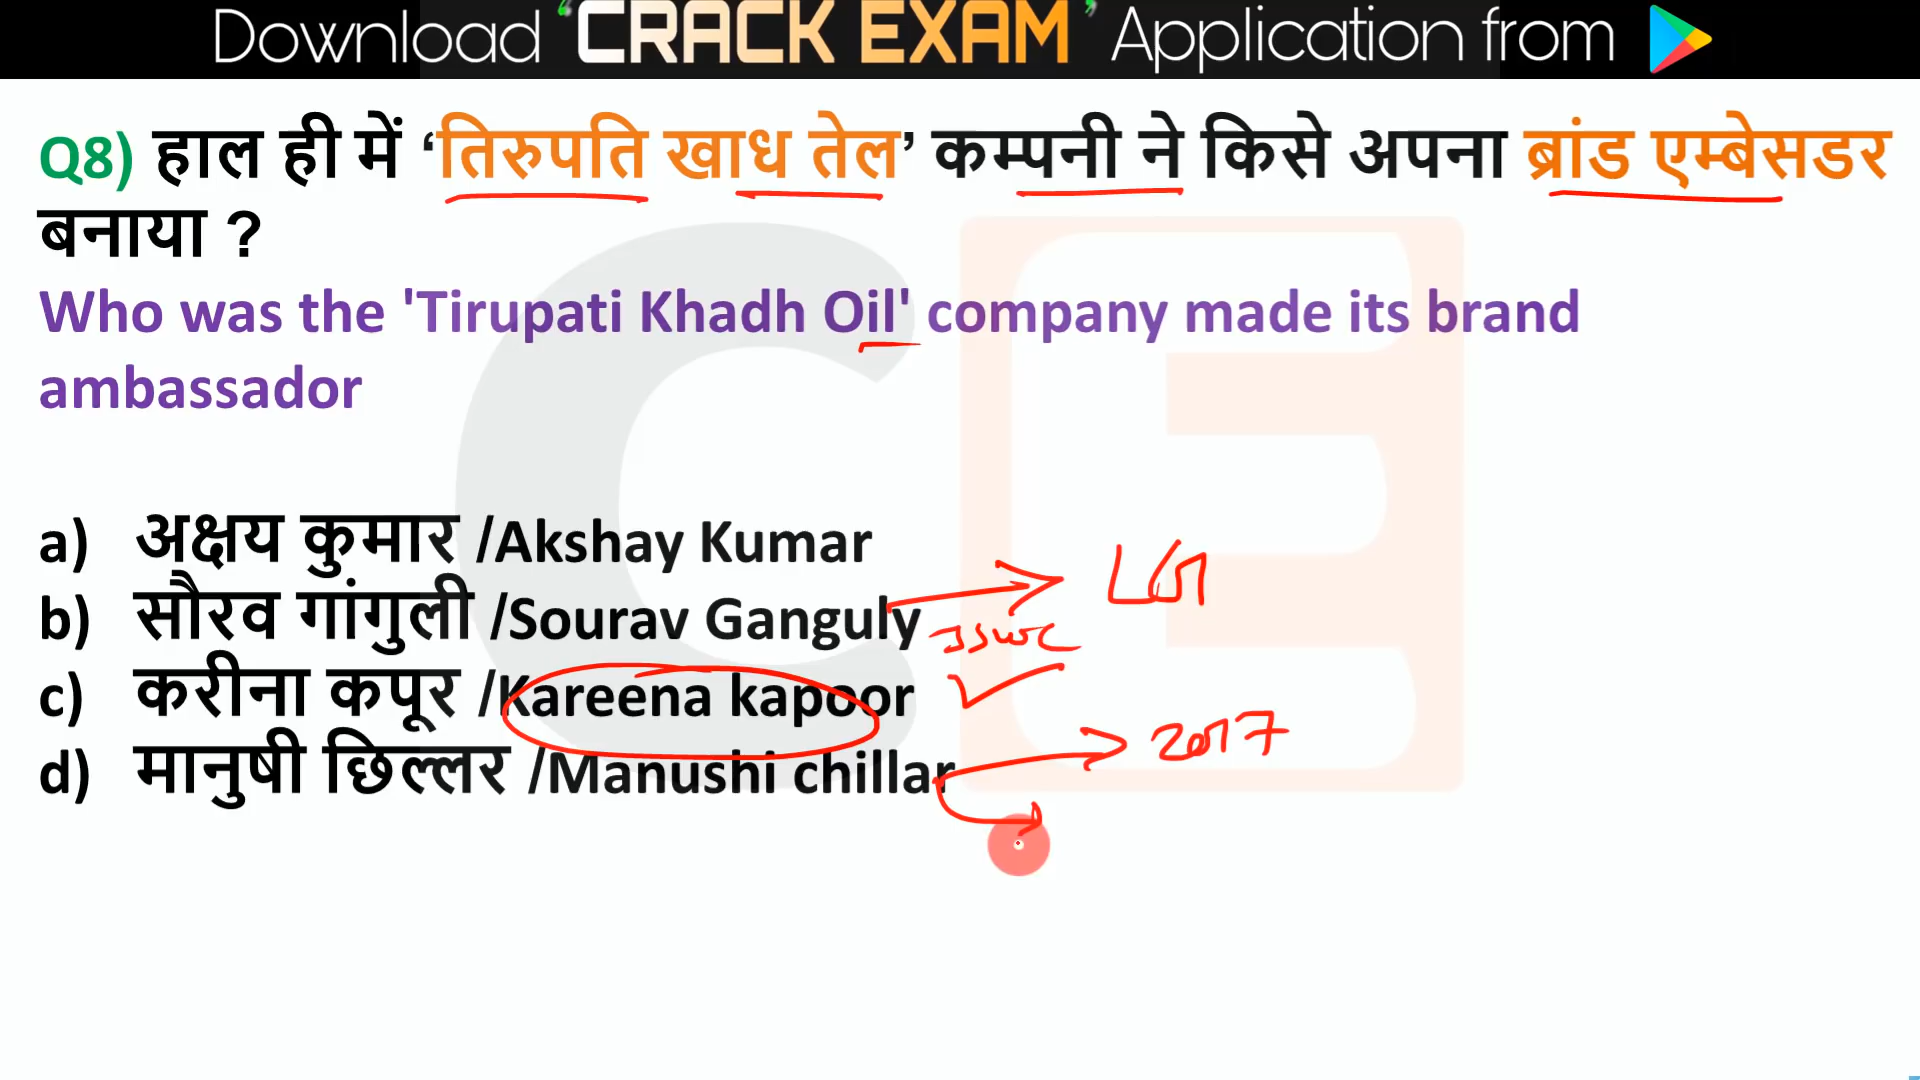 Download ‘CRACK EXAM’ Application from
Q8) हाल ही में ‘तिरुपति खाध तेल’ कम्पनी ने किसे अपना ब्रांड एम्बेसडर
बनाया ?
Who was the 'Tirupati Khadh Oil' company made its brand
ambassador
a) अक्षय कुमार /Akshay Kumar
b) सौरव गांगुली /Sourav Ganguly
c) करीना कपूर /Kareena kapoor
d) मानुषी छिल्लर /Manushi chillar
2017
CE